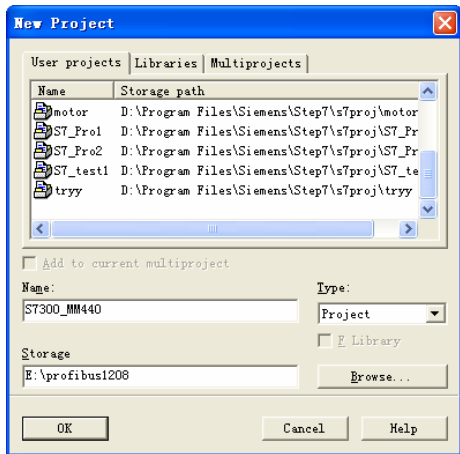 New Project
User projects Libraries Multiprojects
Name Storage path
motor D:\Program Files\Siemens\Step7\s7proj\motor
S7_Pro1 D:\Program Files\Siemens\Step7\s7proj\S7_Pr
S7_Pro2 D:\Program Files\Siemens\Step7\s7proj\S7_Pr
S7_test1 D:\Program Files\Siemens\Step7\s7proj\S7_te
tryy D:\Program Files\Siemens\Step7\s7proj\tryy
Add to current multiproject
Name: Type:
S7300_MM440 Project
F Library
Storage
E:\profibus1208 Browse...
OK Cancel Help